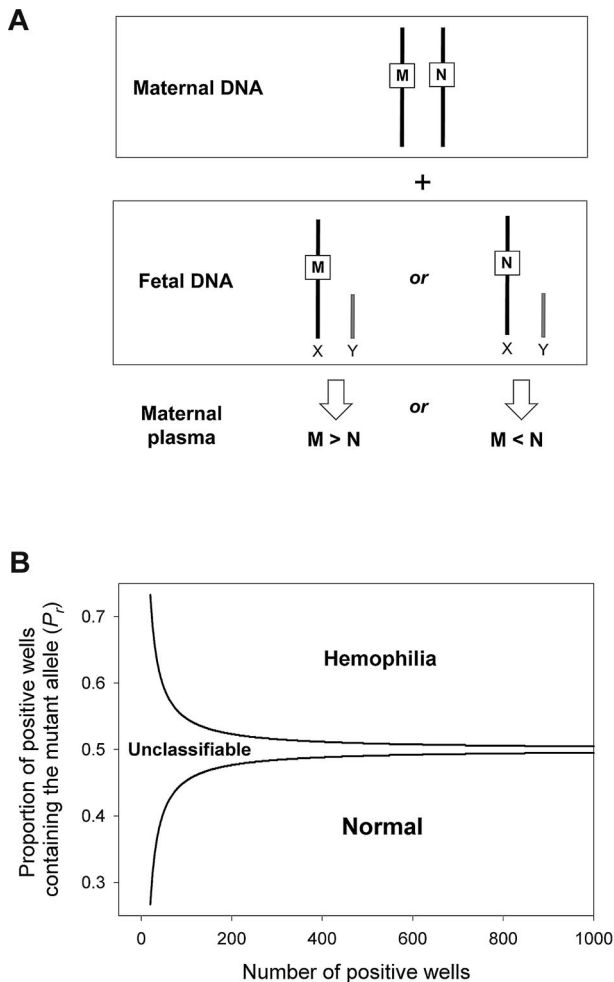 A
Maternal DNA
M N
+
Fetal DNA
M or N
X Y X Y
Maternal
plasma
or
M > N M < N
B
Proportion of positive wells
containing the mutant allele (Pr)
0.7
0.6
0.5
0.4
0.3
Hemophilia
Unclassifiable
Normal
0 200 400 600 800 1000
Number of positive wells